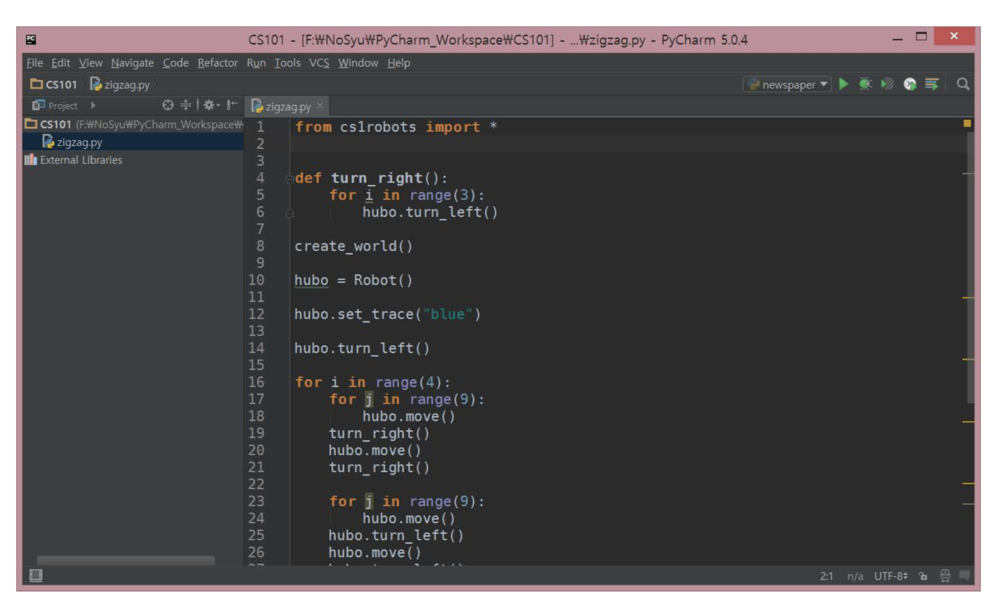 PC
CS101 - [F:₩NoSyu₩PyCharm_Workspace₩CS101] - ...₩zigzag.py - PyCharm 5.0.4
File Edit View Navigate Code Refactor Run Tools VCS Window Help
CS101 zigzag.py newspaper
Project zigzag.py
CS101 (F:₩NoSyu₩PyCharm_Workspace₩
zigzag.py
External Libraries
1 from cs1robots import *
2
3
4 def turn_right():
5     for i in range(3):
6         hubo.turn_left()
7
8 create_world()
9
10 hubo = Robot()
11
12 hubo.set_trace("blue")
13
14 hubo.turn_left()
15
16 for i in range(4):
17     for j in range(9):
18         hubo.move()
19     turn_right()
20     hubo.move()
21     turn_right()
22
23     for j in range(9):
24         hubo.move()
25     hubo.turn_left()
26     hubo.move()
2:1 n/a UTF-8